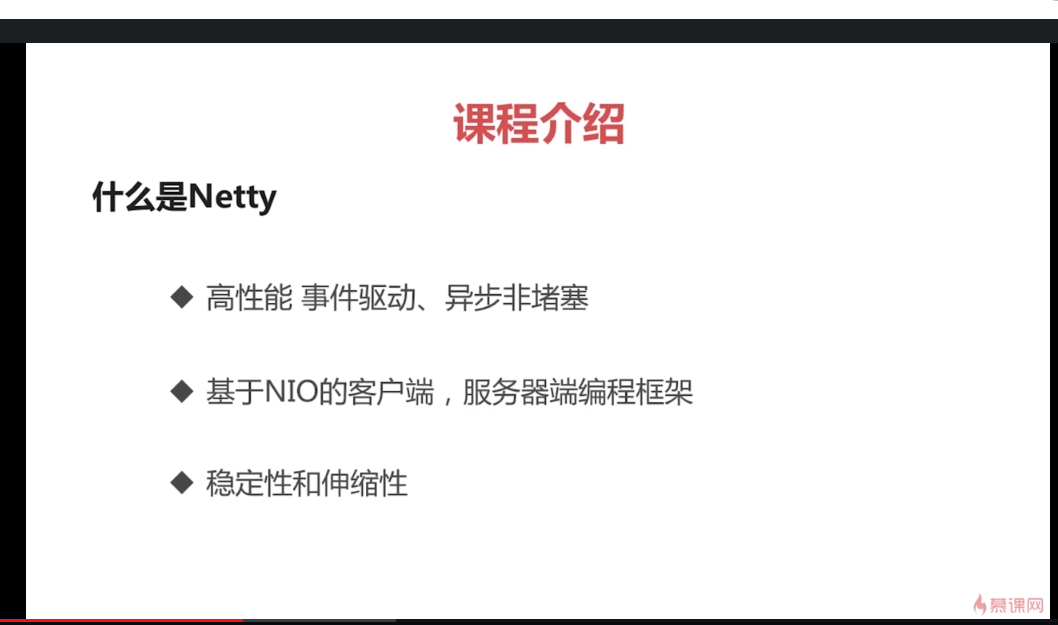 课程介绍
什么是Netty
◆ 高性能 事件驱动、异步非堵塞
◆ 基于NIO的客户端，服务器端编程框架
◆ 稳定性和伸缩性
慕课网